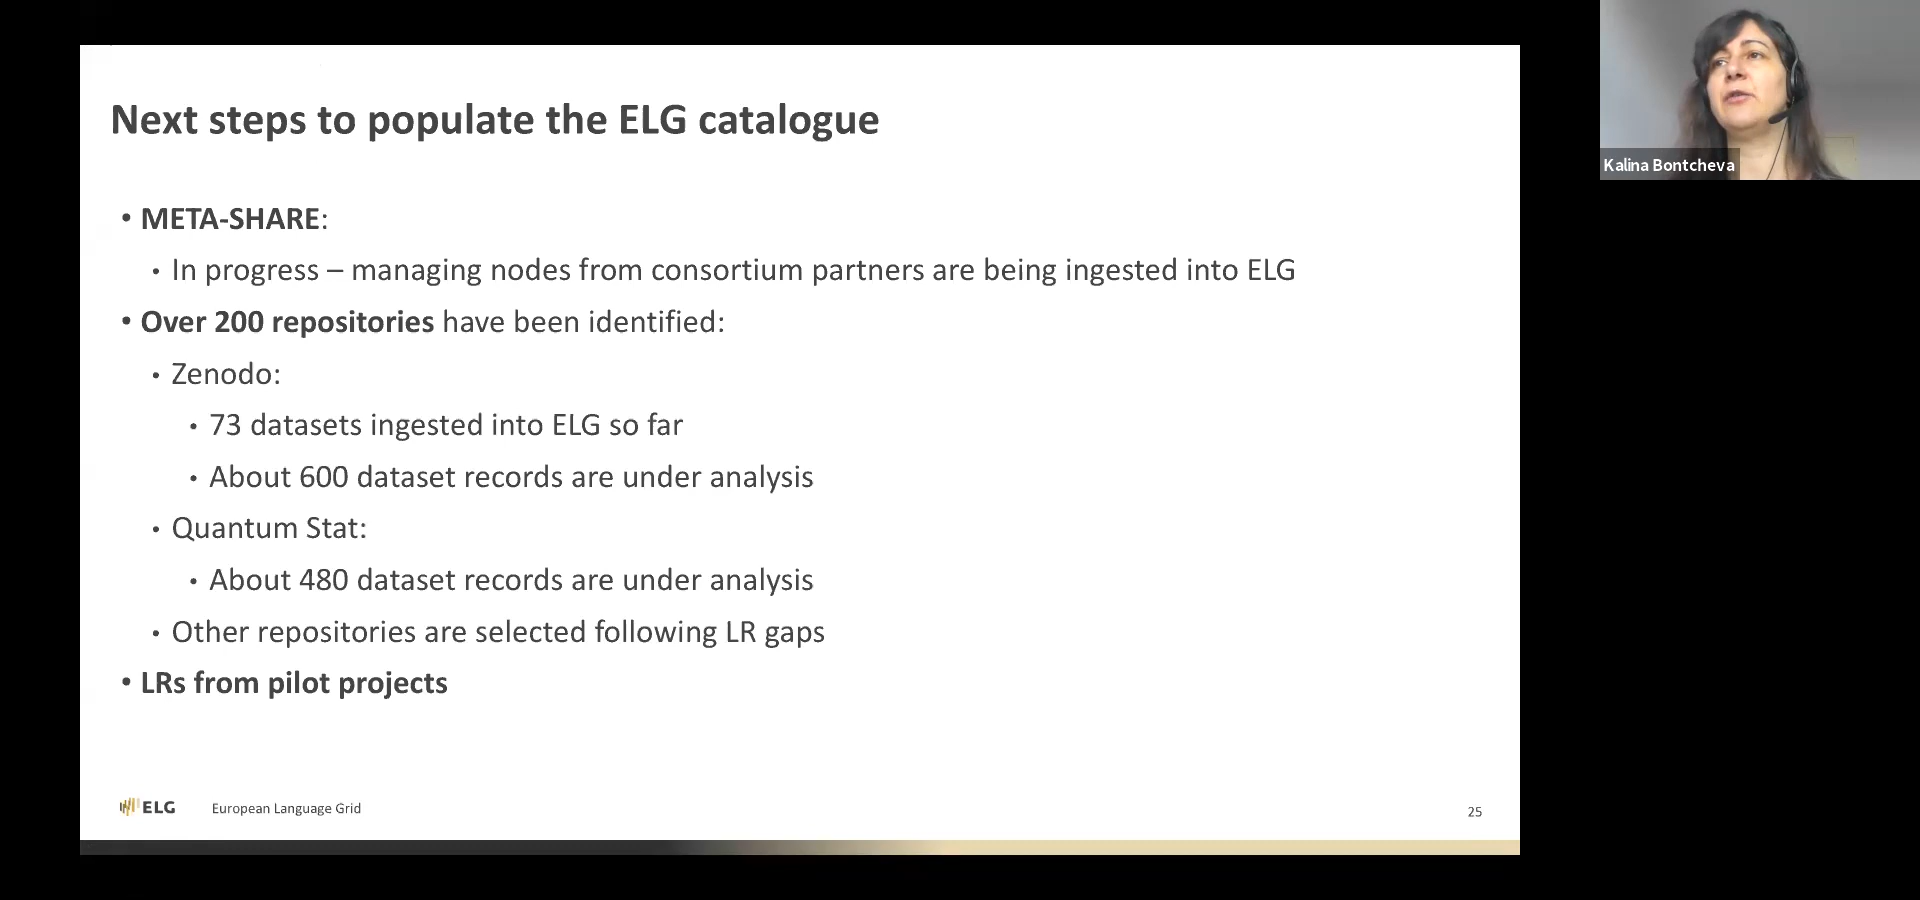 Next steps to populate the ELG catalogue
• META-SHARE:
• In progress – managing nodes from consortium partners are being ingested into ELG
• Over 200 repositories have been identified:
• Zenodo:
• 73 datasets ingested into ELG so far
• About 600 dataset records are under analysis
• Quantum Stat:
• About 480 dataset records are under analysis
• Other repositories are selected following LR gaps
• LRs from pilot projects
ELG European Language Grid
25
Kalina Bontcheva